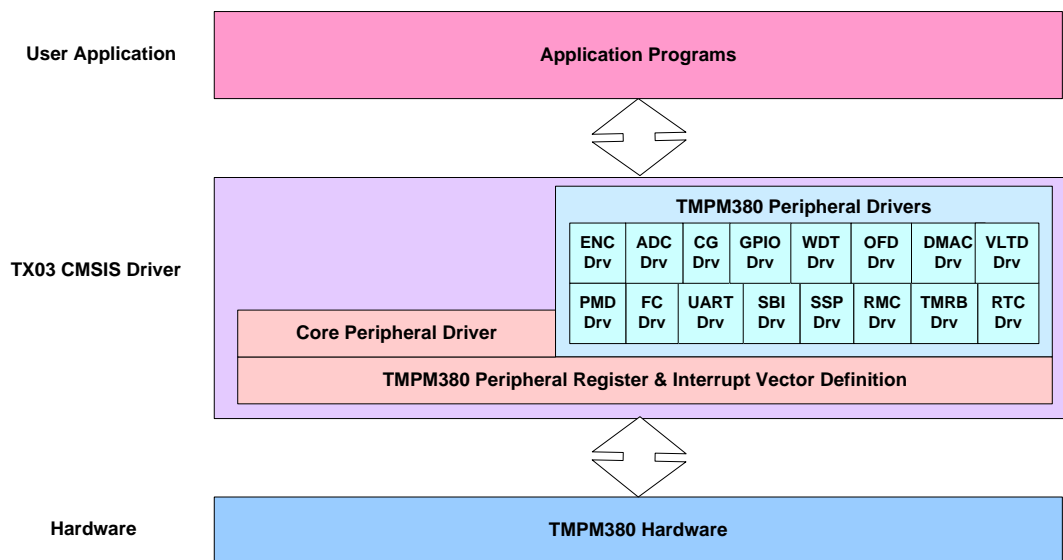 User Application
Application Programs
TX03 CMSIS Driver
TMPM380 Peripheral Drivers
ENC Drv
ADC Drv
CG Drv
GPIO Drv
WDT Drv
OFD Drv
DMAC Drv
VLTD Drv
PMD Drv
FC Drv
UART Drv
SBI Drv
SSP Drv
RMC Drv
TMRB Drv
RTC Drv
Core Peripheral Driver
TMPM380 Peripheral Register & Interrupt Vector Definition
Hardware
TMPM380 Hardware